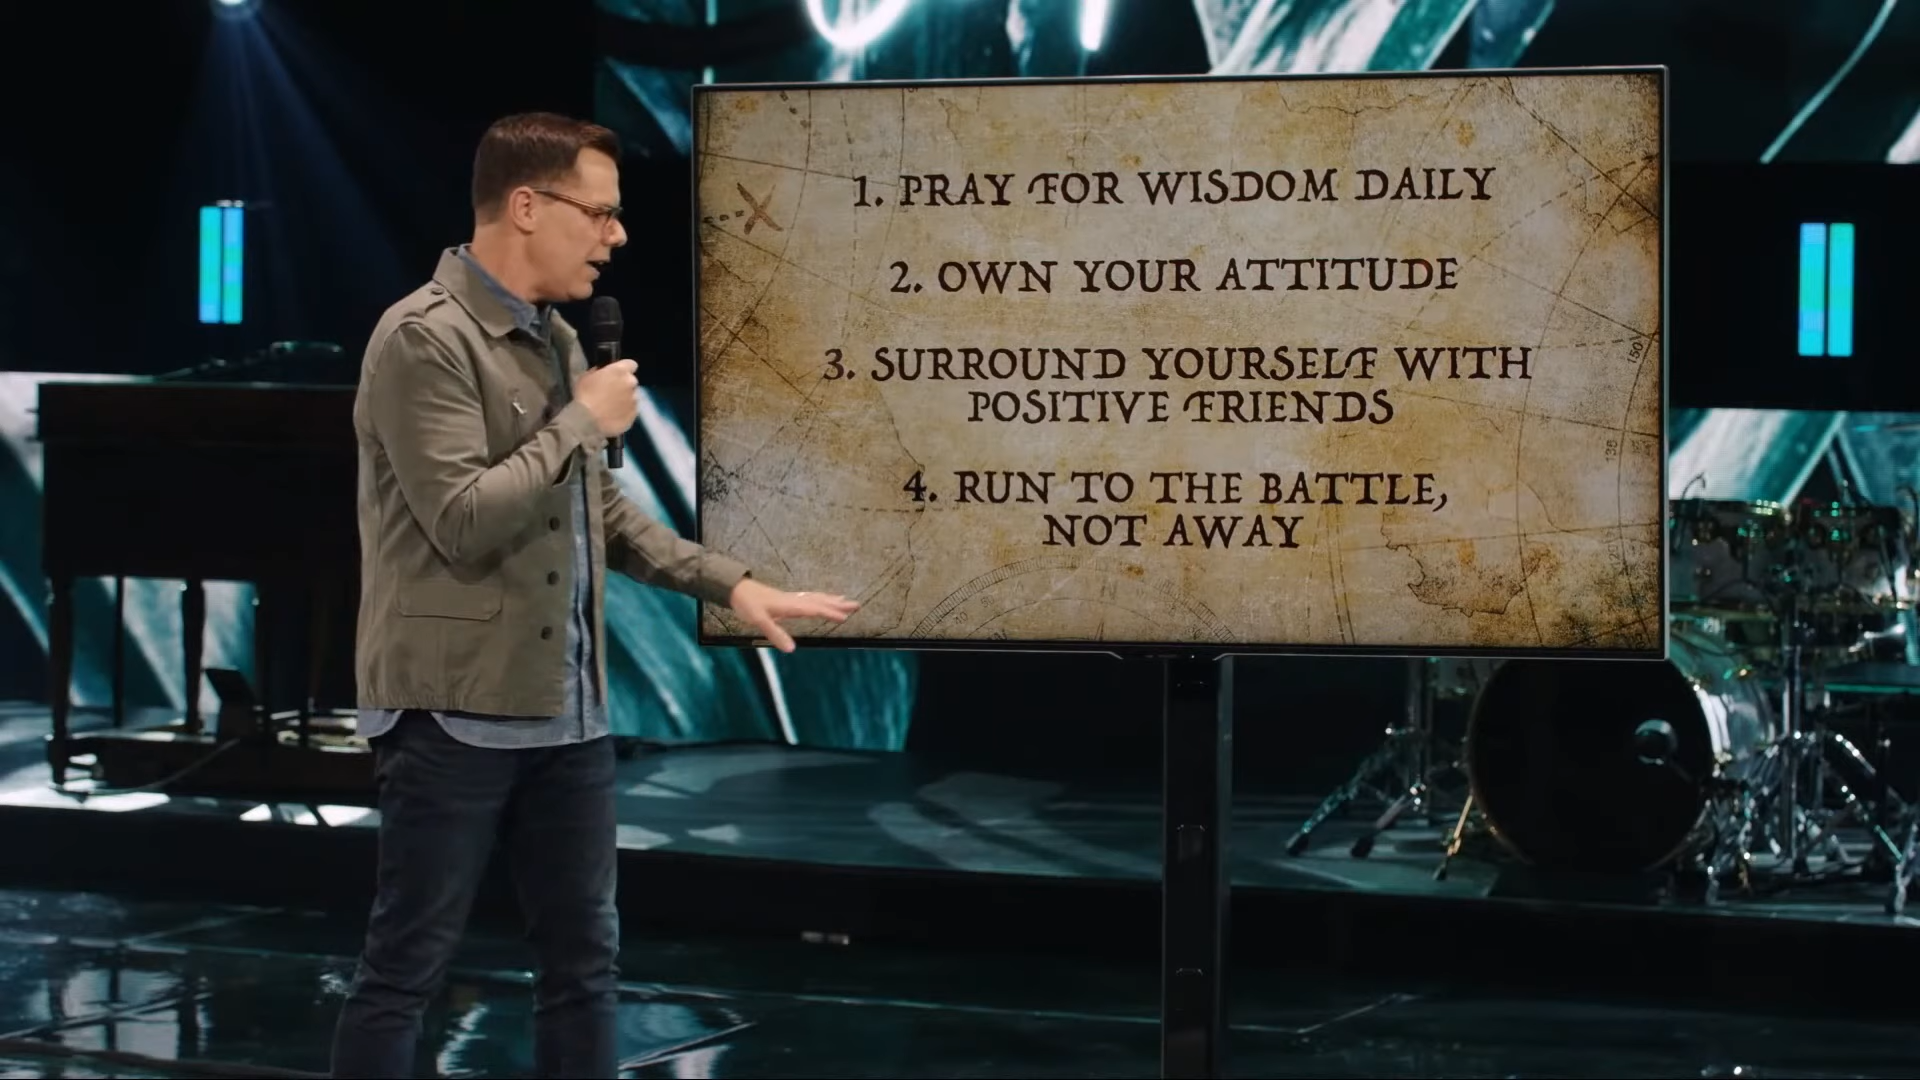 1. PRAY FOR WISDOM DAILY
2. OWN YOUR ATTITUDE
3. SURROUND YOURSELF WITH
POSITIVE FRIENDS
4. RUN TO THE BATTLE,
NOT AWAY
150